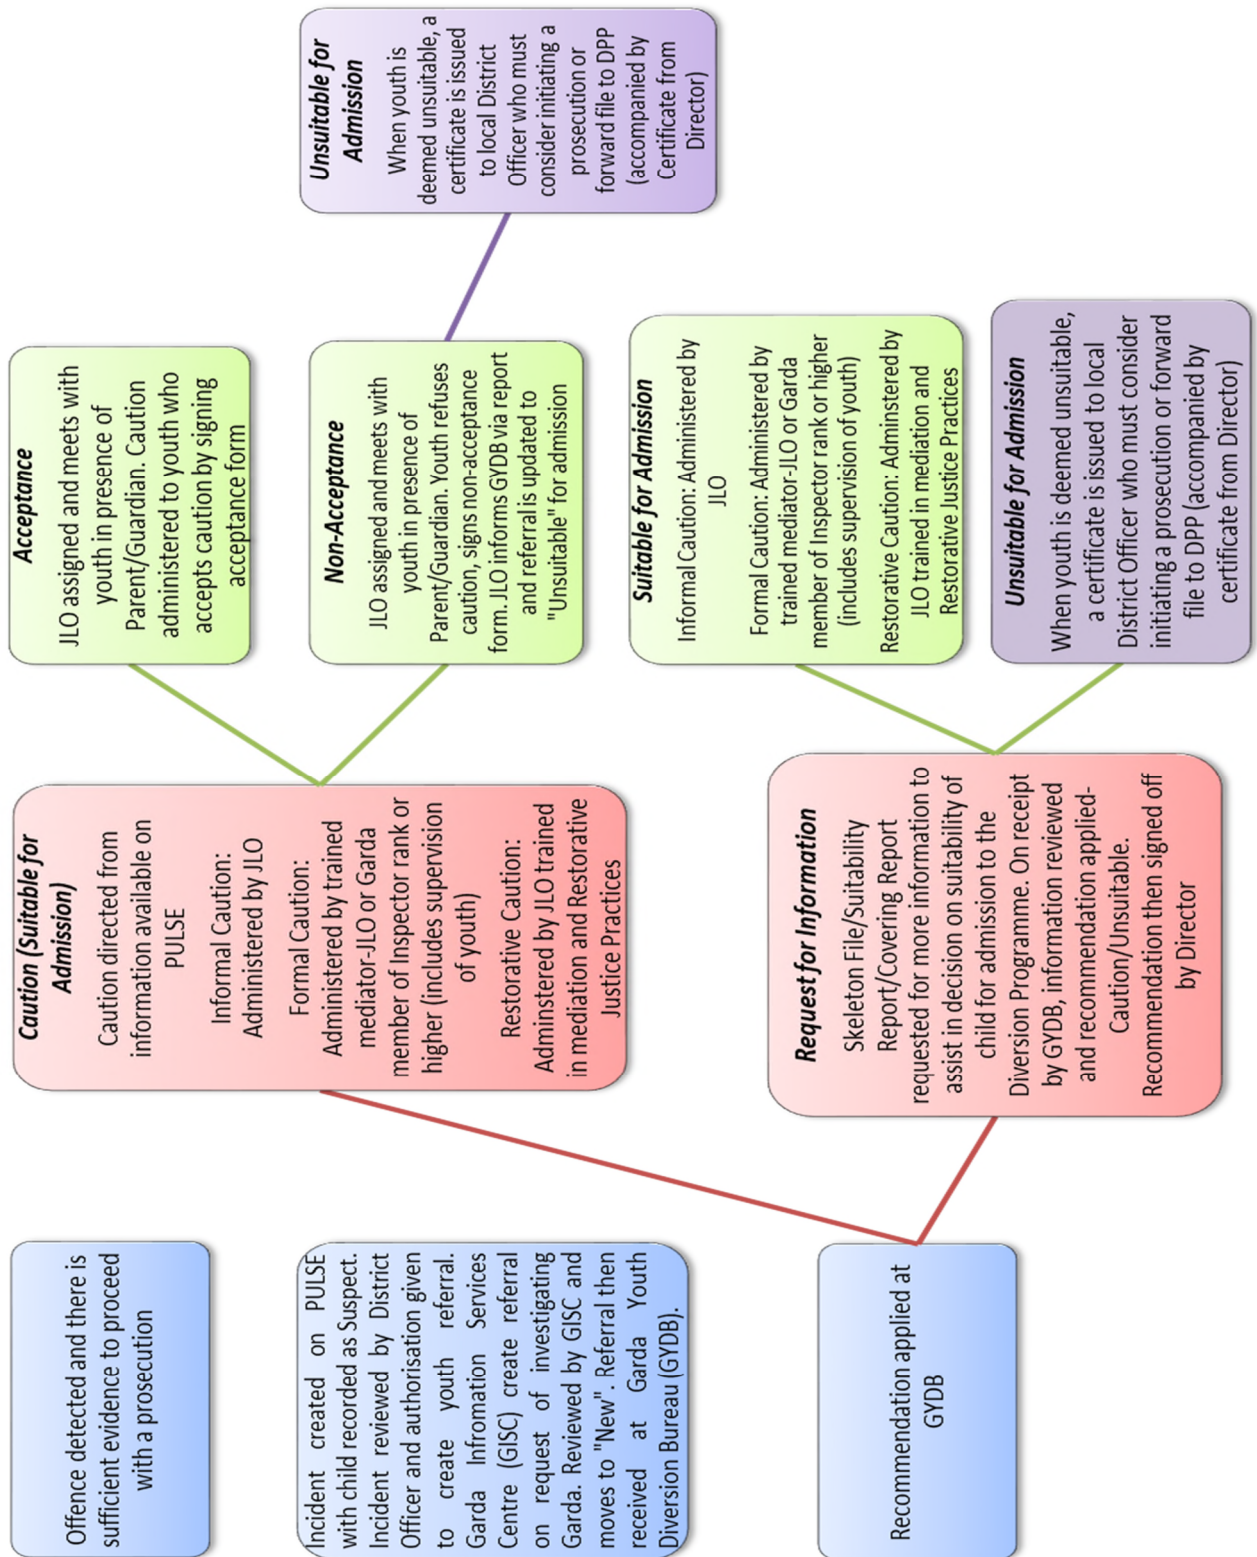 Offence detected and there is
sufficient evidence to proceed
with a prosecution
Incident created on PULSE
with child recorded as Suspect.
Incident reviewed by District
Officer and authorisation given
to create youth referral.
Garda Infromation Services
Centre (GISC) create referral
on request of investigating
Garda. Reviewed by GISC and
moves to "New". Referral then
received at Garda Youth
Diversion Bureau (GYDB).
Recommendation applied at
GYDB
Caution (Suitable for
Admission)
Caution directed from
information available on
PULSE
Informal Caution:
Administered by JLO
Formal Caution:
Administered by trained
mediator-JLO or Garda
member of Inspector rank or
higher (includes supervision
of youth)
Restorative Caution:
Administered by JLO trained
in mediation and Restorative
Justice Practices
Request for Information
Skeleton File/Suitability
Report/Covering Report
requested for more information to
assist in decision on suitability of
child for admission to the
Diversion Programme. On receipt
by GYDB, information reviewed
and recommendation applied-
Caution/Unsuitable.
Recommendation then signed off
by Director
Acceptance
JLO assigned and meets with
youth in presence of
Parent/Guardian. Caution
administered to youth who
accepts caution by signing
acceptance form
Non-Acceptance
JLO assigned and meets with
youth in presence of
Parent/Guardian. Youth refuses
caution, signs non-acceptance
form. JLO informs GYDB via report
and referral is updated to
"Unsuitable" for admission
Suitable for Admission
Informal Caution: Administered by
JLO
Formal Caution: Administered by
trained mediator-JLO or Garda
member of Inspector rank or higher
(includes supervision of youth)
Restorative Caution: Administered by
JLO trained in mediation and
Restorative Justice Practices
Unsuitable for Admission
When youth is deemed unsuitable,
a certificate is issued to local
District Officer who must consider
initiating a prosecution or forward
file to DPP (accompanied by
certificate from Director)
Unsuitable for
Admission
When youth is
deemed unsuitable, a
certificate is issued
to local District
Officer who must
consider initiating a
prosecution or
forward file to DPP
(accompanied by
Certificate from
Director)